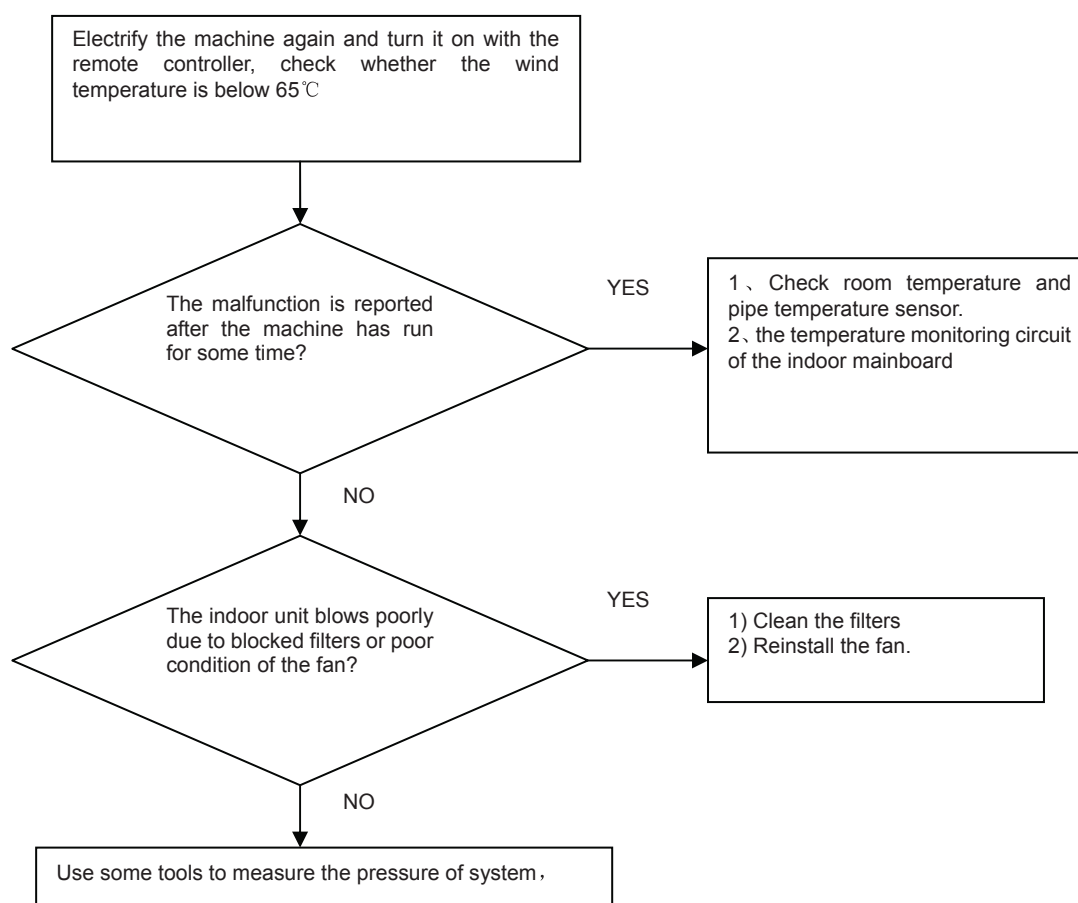 Electrify the machine again and turn it on with the
remote controller, check whether the wind
temperature is below 65℃
The malfunction is reported
after the machine has run
for some time?
YES
1、Check room temperature and
pipe temperature sensor.
2、the temperature monitoring circuit
of the indoor mainboard
NO
The indoor unit blows poorly
due to blocked filters or poor
condition of the fan?
YES
1) Clean the filters
2) Reinstall the fan.
NO
Use some tools to measure the pressure of system，